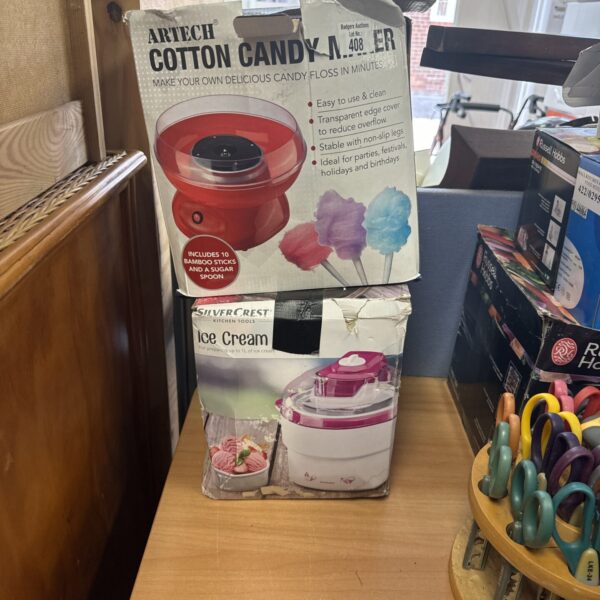 ARTECH
Rodgers Auctions
Lot No.:
408
COTTON CANDY MAKER
MAKE YOUR OWN DELICIOUS CANDY FLOSS IN MINUTES
• Easy to use & clean
• Transparent edge cover
to reduce overflow
• Stable with non-slip legs
• Ideal for parties, festivals,
holidays and birthdays
INCLUDES 10
BAMBOO STICKS
AND A SUGAR
SPOON
SILVERCREST
KITCHEN TOOLS
Ice Cream
Russell Hobbs